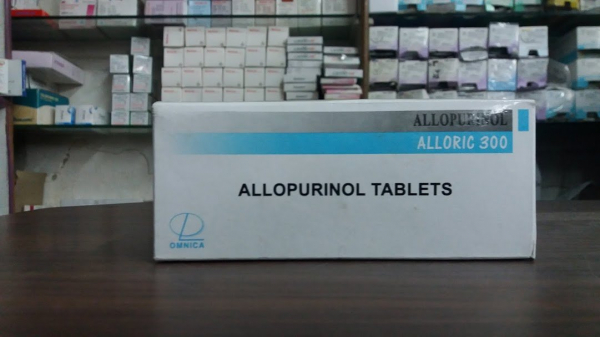 ALLOPURINOL
ALLORIC 300
ALLOPURINOL TABLETS
OMNICA